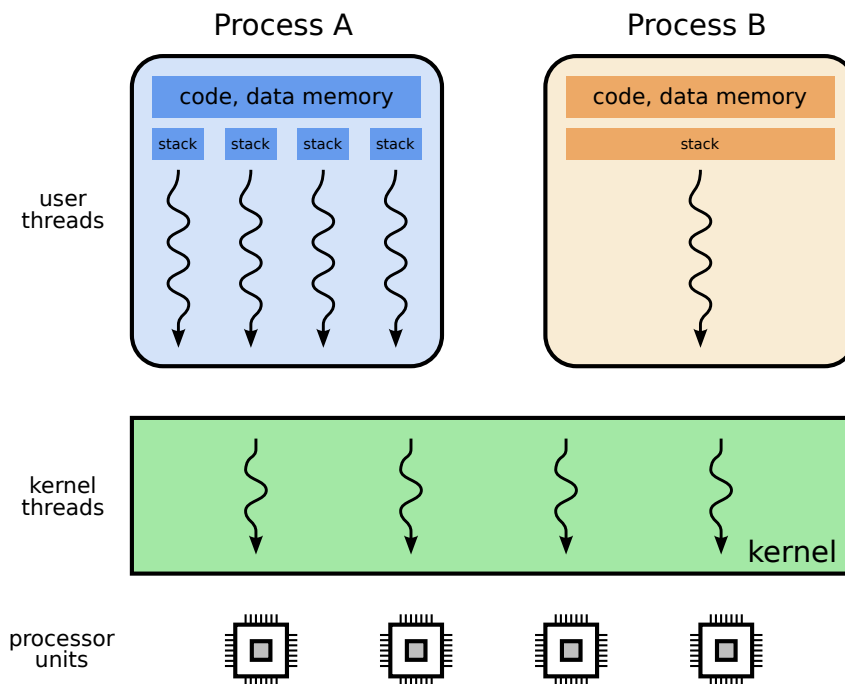 Process A
Process B
code, data memory
code, data memory
stack
stack
stack
stack
stack
user
threads
kernel
threads
kernel
processor
units